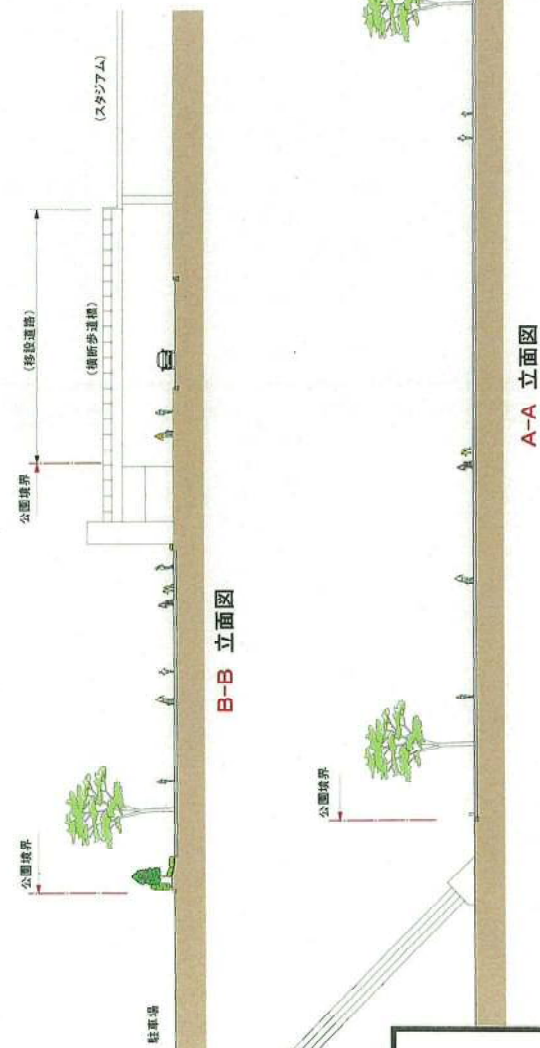 駐車場
公園境界
公園境界
(移設道路)
(横断歩道橋)
(スタジアム)
B-B 立面図
公園境界
A-A 立面図